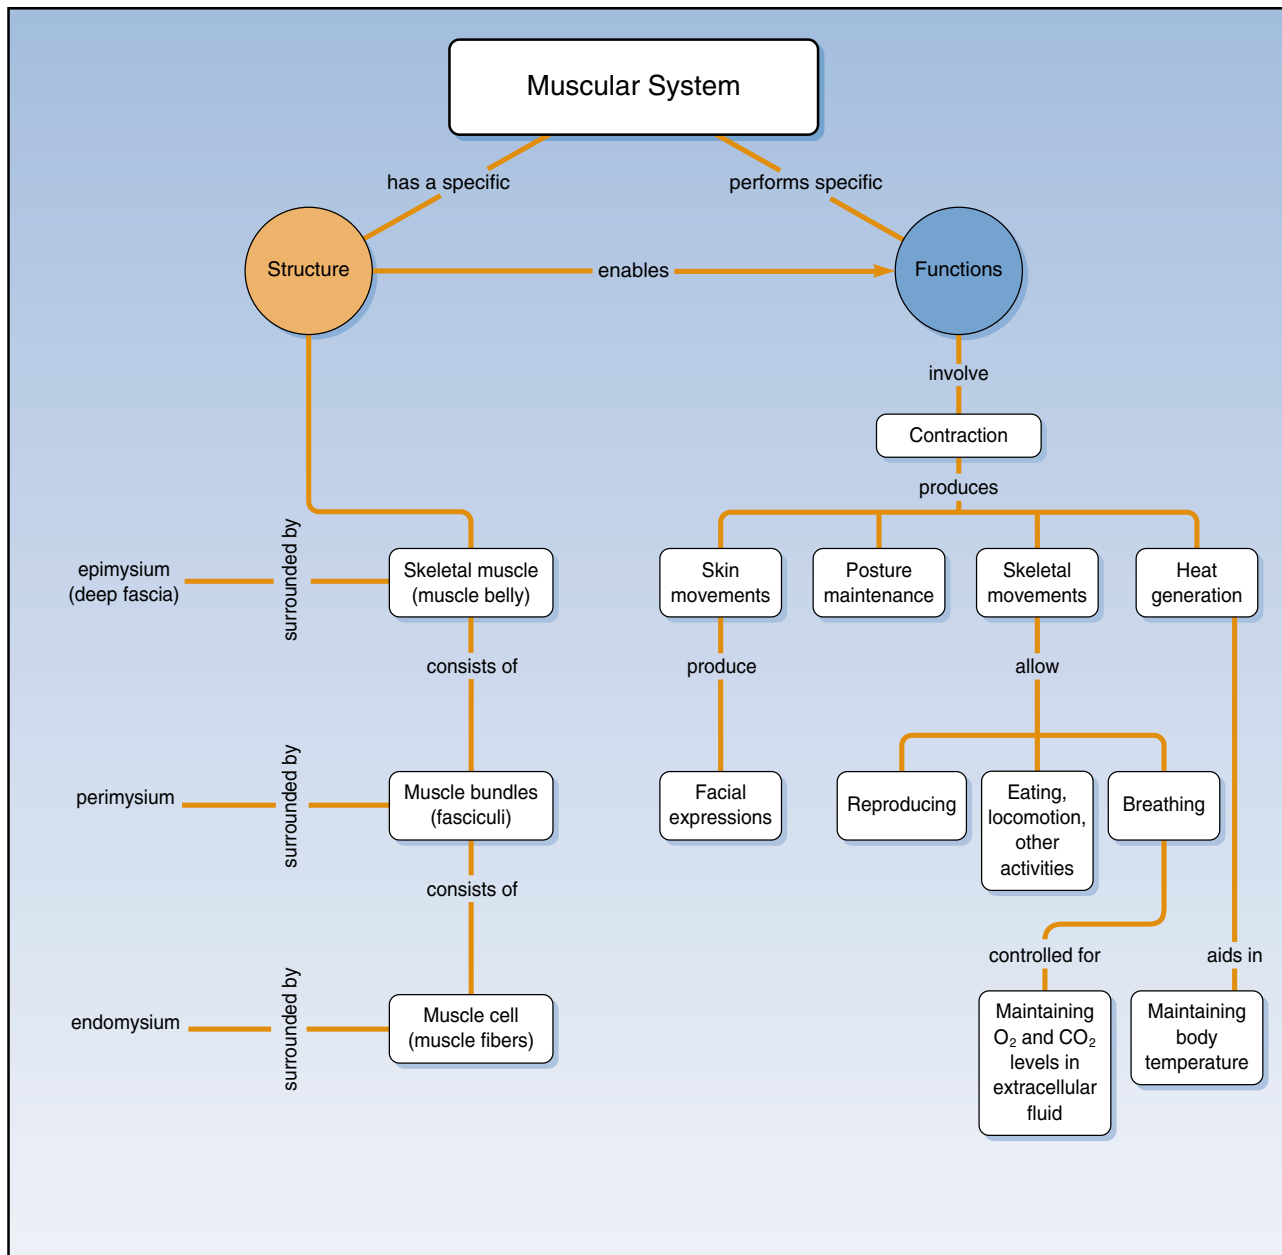 Muscular System
has a specific
performs specific
Structure
enables
Functions
involve
Contraction
produces
epimysium
(deep fascia)
surrounded by
Skeletal muscle
(muscle belly)
Skin
movements
Posture
maintenance
Skeletal
movements
Heat
generation
consists of
produce
allow
perimysium
surrounded by
Muscle bundles
(fasciculi)
Facial
expressions
Reproducing
Eating,
locomotion,
other
activities
Breathing
consists of
controlled for
aids in
endomysium
surrounded by
Muscle cell
(muscle fibers)
Maintaining
O₂ and CO₂
levels in
extracellular
fluid
Maintaining
body
temperature